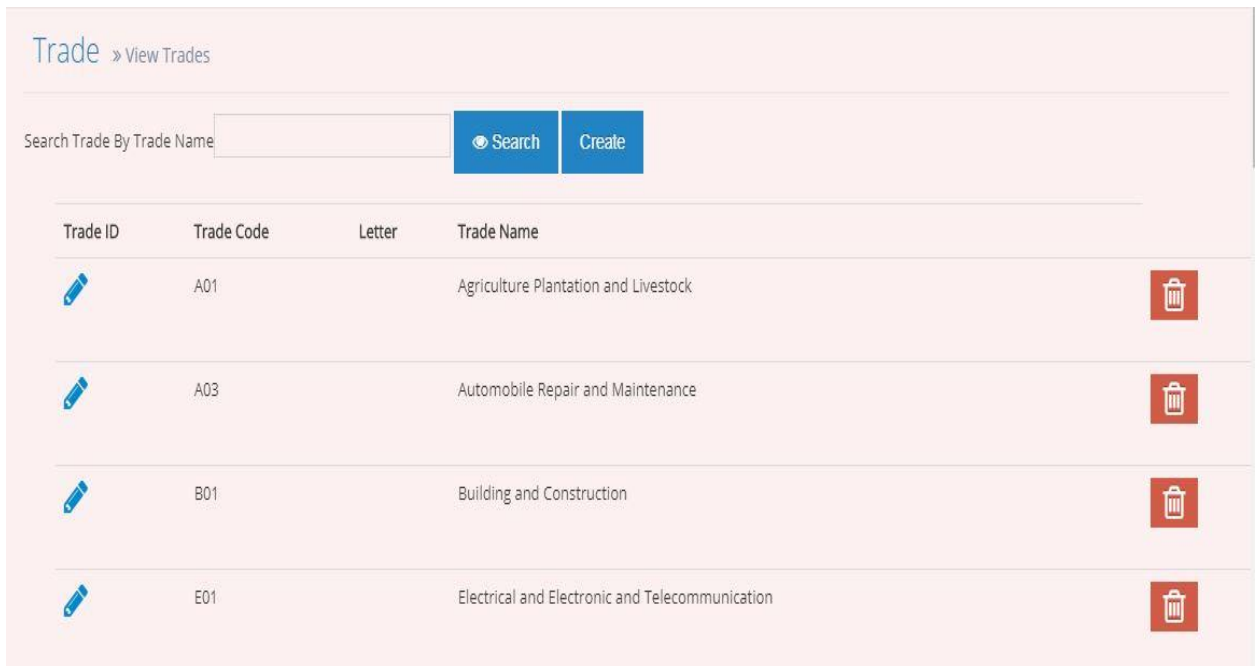 Trade » View Trades
Search Trade By Trade Name Search Create
Trade ID Trade Code Letter Trade Name
A01 Agriculture Plantation and Livestock
A03 Automobile Repair and Maintenance
B01 Building and Construction
E01 Electrical and Electronic and Telecommunication